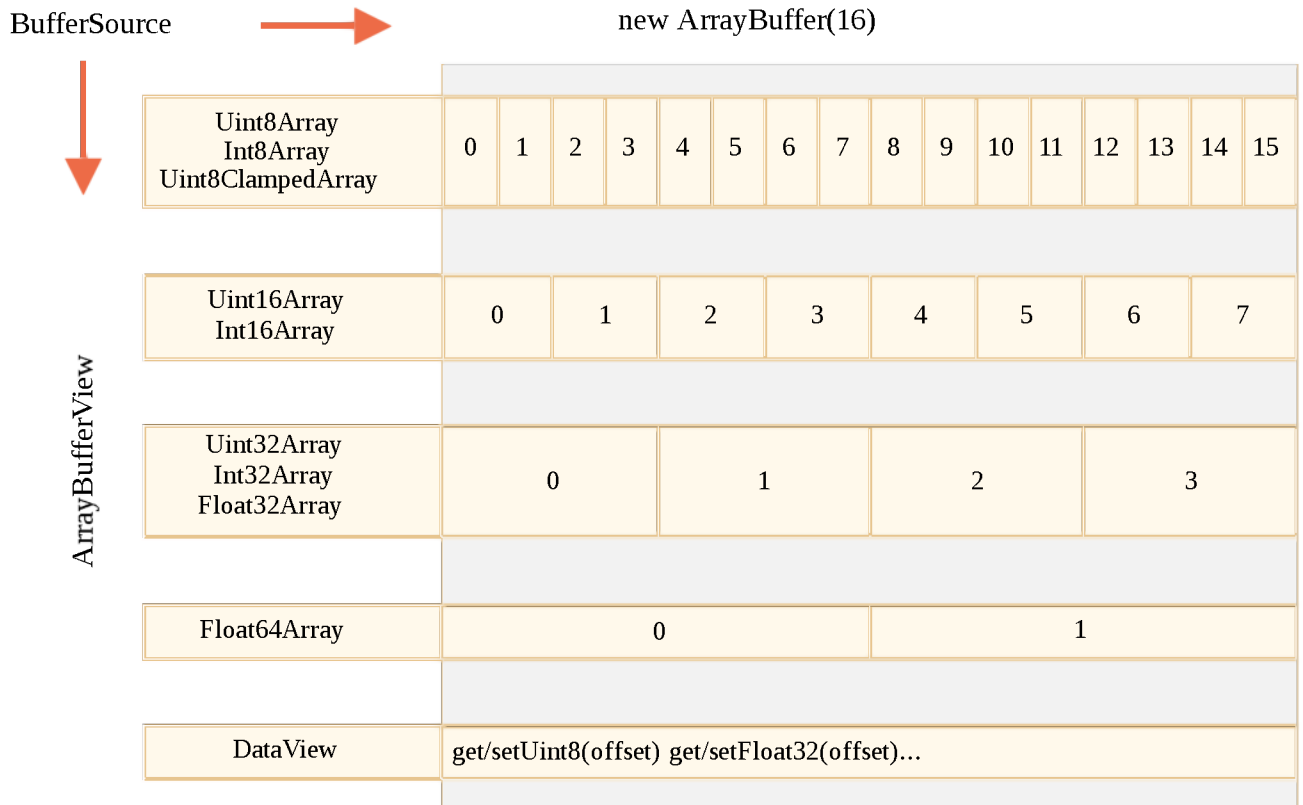 BufferSource
new ArrayBuffer(16)
Uint8Array
Int8Array
Uint8ClampedArray
0 1 2 3 4 5 6 7 8 9 10 11 12 13 14 15
Uint16Array
Int16Array
0 1 2 3 4 5 6 7
ArrayBufferView
Uint32Array
Int32Array
Float32Array
0 1 2 3
Float64Array
0 1
DataView
get/setUint8(offset) get/setFloat32(offset)...